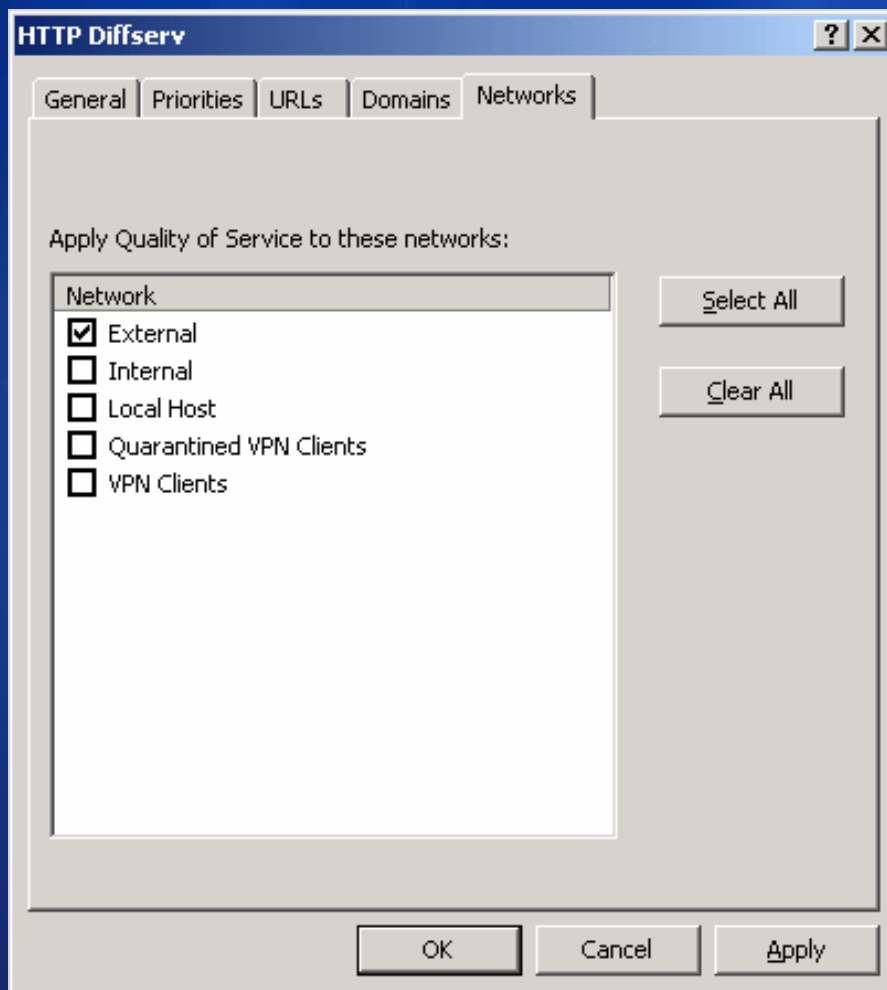 HTTP Diffserv
General Priorities URLs Domains Networks
Apply Quality of Service to these networks:
Network
External
Internal
Local Host
Quarantined VPN Clients
VPN Clients
Select All
Clear All
OK Cancel Apply